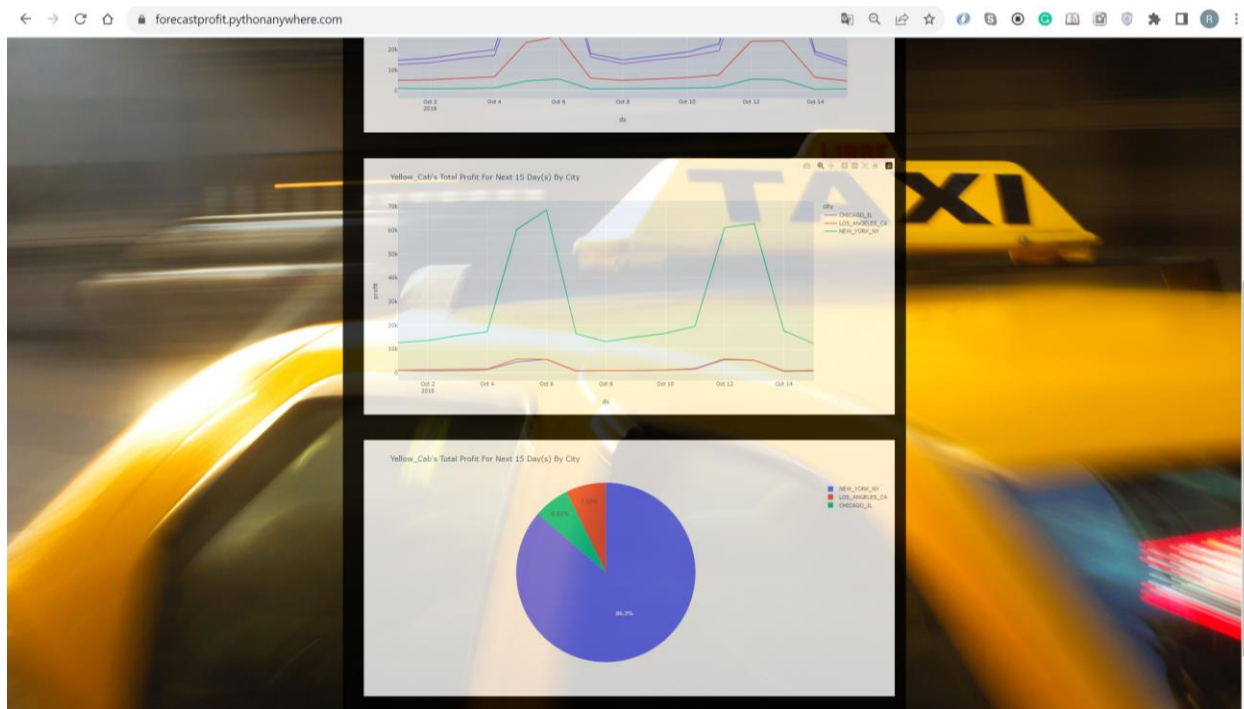 forecastprofit.pythonanywhere.com
R
20k
10k
0
Oct 2
2018
Oct 4
Oct 6
Oct 8
Oct 10
Oct 12
Oct 14
ds
LIBRE
TAXI
Yellow_Cab's Total Profit For Next 15 Day(s) By City
70k
60k
50k
40k
30k
20k
10k
0
profit
city
CHICAGO_IL
LOS_ANGELES_CA
NEW_YORK_NY
Oct 2
2018
Oct 4
Oct 6
Oct 8
Oct 10
Oct 12
Oct 14
ds
Yellow_Cab's Total Profit For Next 15 Day(s) By City
NEW_YORK_NY
LOS_ANGELES_CA
CHICAGO_IL